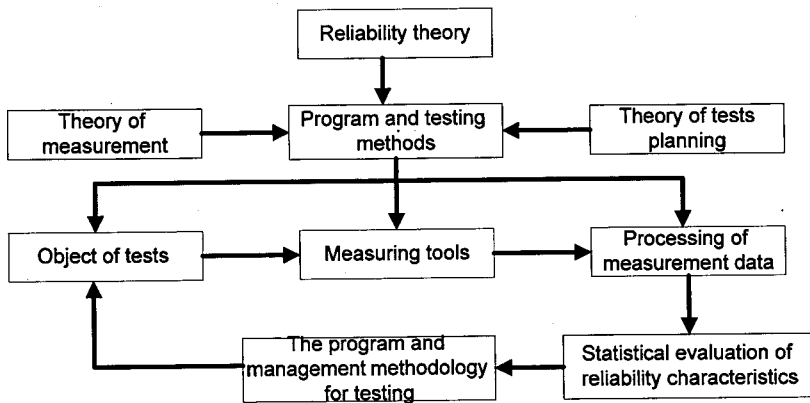 Reliability theory
Theory of
measurement
Program and testing
methods
Theory of tests
planning
Object of tests
Measuring tools
Processing of
measurement data
The program and
management methodology
for testing
Statistical evaluation of
reliability characteristics